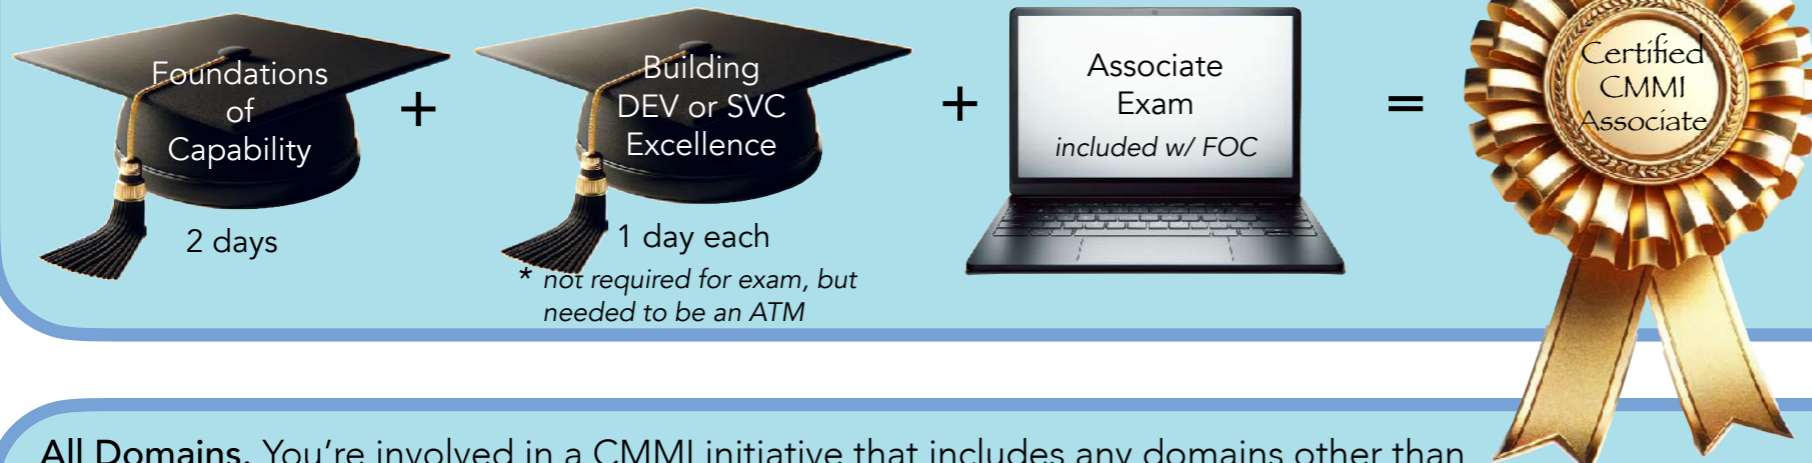 Foundations
of
Capability
2 days
+
Building
DEV or SVC
Excellence
1 day each
* not required for exam, but
needed to be an ATM
+
Associate
Exam
included w/ FOC
=
Certified
CMMI
Associate
All Domains. You're involved in a CMMI initiative that includes any domains other than